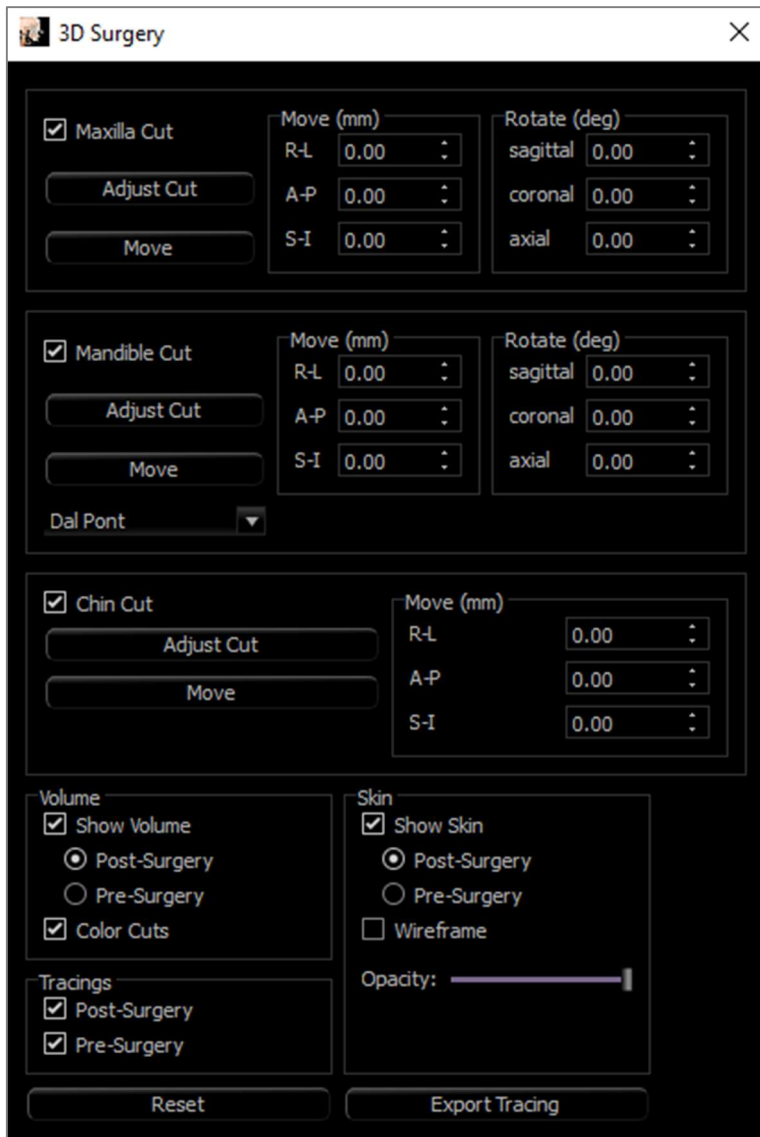 3D Surgery
Maxilla Cut
Adjust Cut
Move
Move (mm)
R-L 0.00
A-P 0.00
S-I 0.00
Rotate (deg)
sagittal 0.00
coronal 0.00
axial 0.00
Mandible Cut
Adjust Cut
Move
Dal Pont
Move (mm)
R-L 0.00
A-P 0.00
S-I 0.00
Rotate (deg)
sagittal 0.00
coronal 0.00
axial 0.00
Chin Cut
Adjust Cut
Move
Move (mm)
R-L 0.00
A-P 0.00
S-I 0.00
Volume
Show Volume
Post-Surgery
Pre-Surgery
Color Cuts
Tracings
Post-Surgery
Pre-Surgery
Skin
Show Skin
Post-Surgery
Pre-Surgery
Wireframe
Opacity:
Reset
Export Tracing